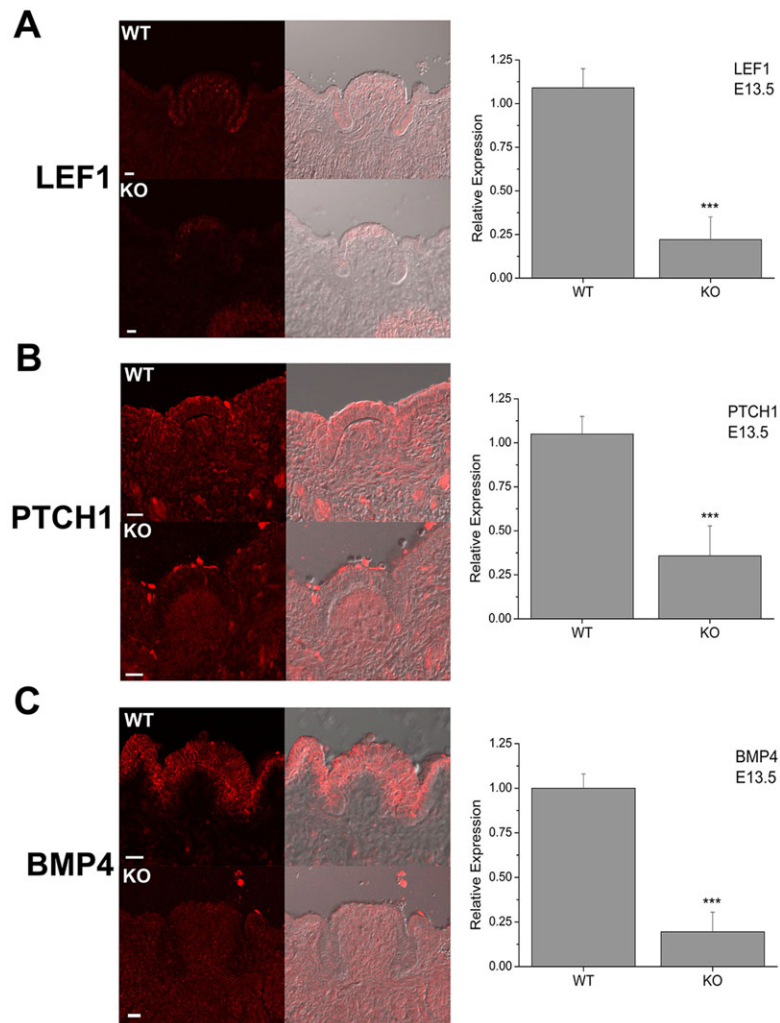 A
WT
LEF1
KO
LEF1
E13.5
Relative Expression
1.25
1.00
0.75
0.50
0.25
0.00
***
WT
KO
B
WT
PTCH1
KO
PTCH1
E13.5
Relative Expression
1.25
1.00
0.75
0.50
0.25
0.00
***
WT
KO
C
WT
BMP4
KO
BMP4
E13.5
Relative Expression
1.25
1.00
0.75
0.50
0.25
0.00
***
WT
KO